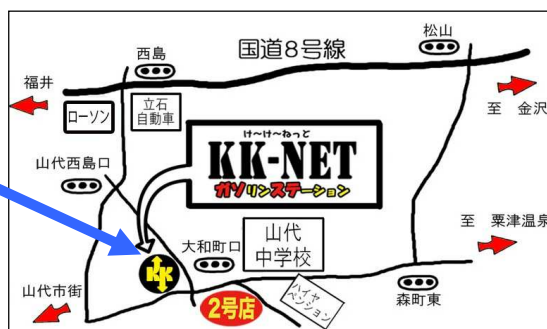 国道8号線
松山
西島
福井
至 金沢
ローソン
立石
自動車
け〜け〜ねっと
KK-NET
ガソリンステーション
山代西島口
大和町口
山代
中学校
至 粟津温泉
KK
ハイヤ
ペンション
2号店
森町東
山代市街